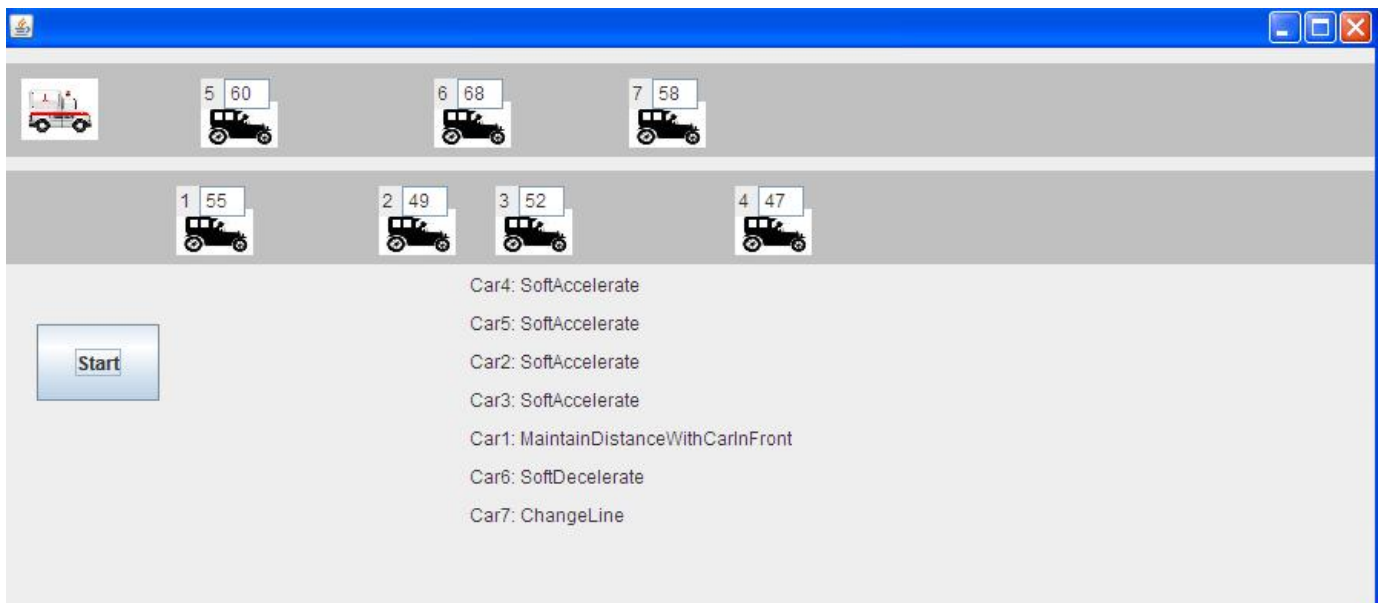 5 60 6 68 7 58
1 55 2 49 3 52 4 47
Car4: SoftAccelerate
Car5: SoftAccelerate
Start
Car2: SoftAccelerate
Car3: SoftAccelerate
Car1: MaintainDistanceWithCarInFront
Car6: SoftDecelerate
Car7: ChangeLine